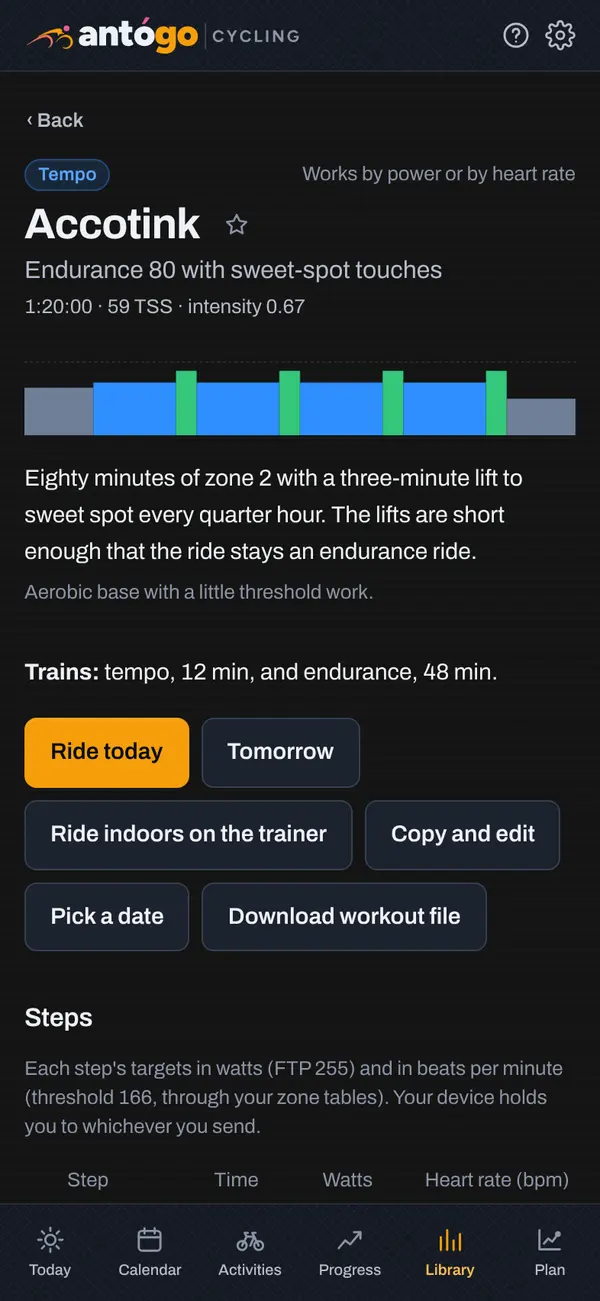 antógo CYCLING
‹ Back
Tempo
Works by power or by heart rate
Accotink
Endurance 80 with sweet-spot touches
1:20:00 · 59 TSS · intensity 0.67
Eighty minutes of zone 2 with a three-minute lift to
sweet spot every quarter hour. The lifts are short
enough that the ride stays an endurance ride.
Aerobic base with a little threshold work.
Trains: tempo, 12 min, and endurance, 48 min.
Ride today
Tomorrow
Ride indoors on the trainer
Copy and edit
Pick a date
Download workout file
Steps
Each step's targets in watts (FTP 255) and in beats per minute
(threshold 166, through your zone tables). Your device holds
you to whichever you send.
Step Time Watts Heart rate (bpm)
Today Calendar Activities Progress Library Plan